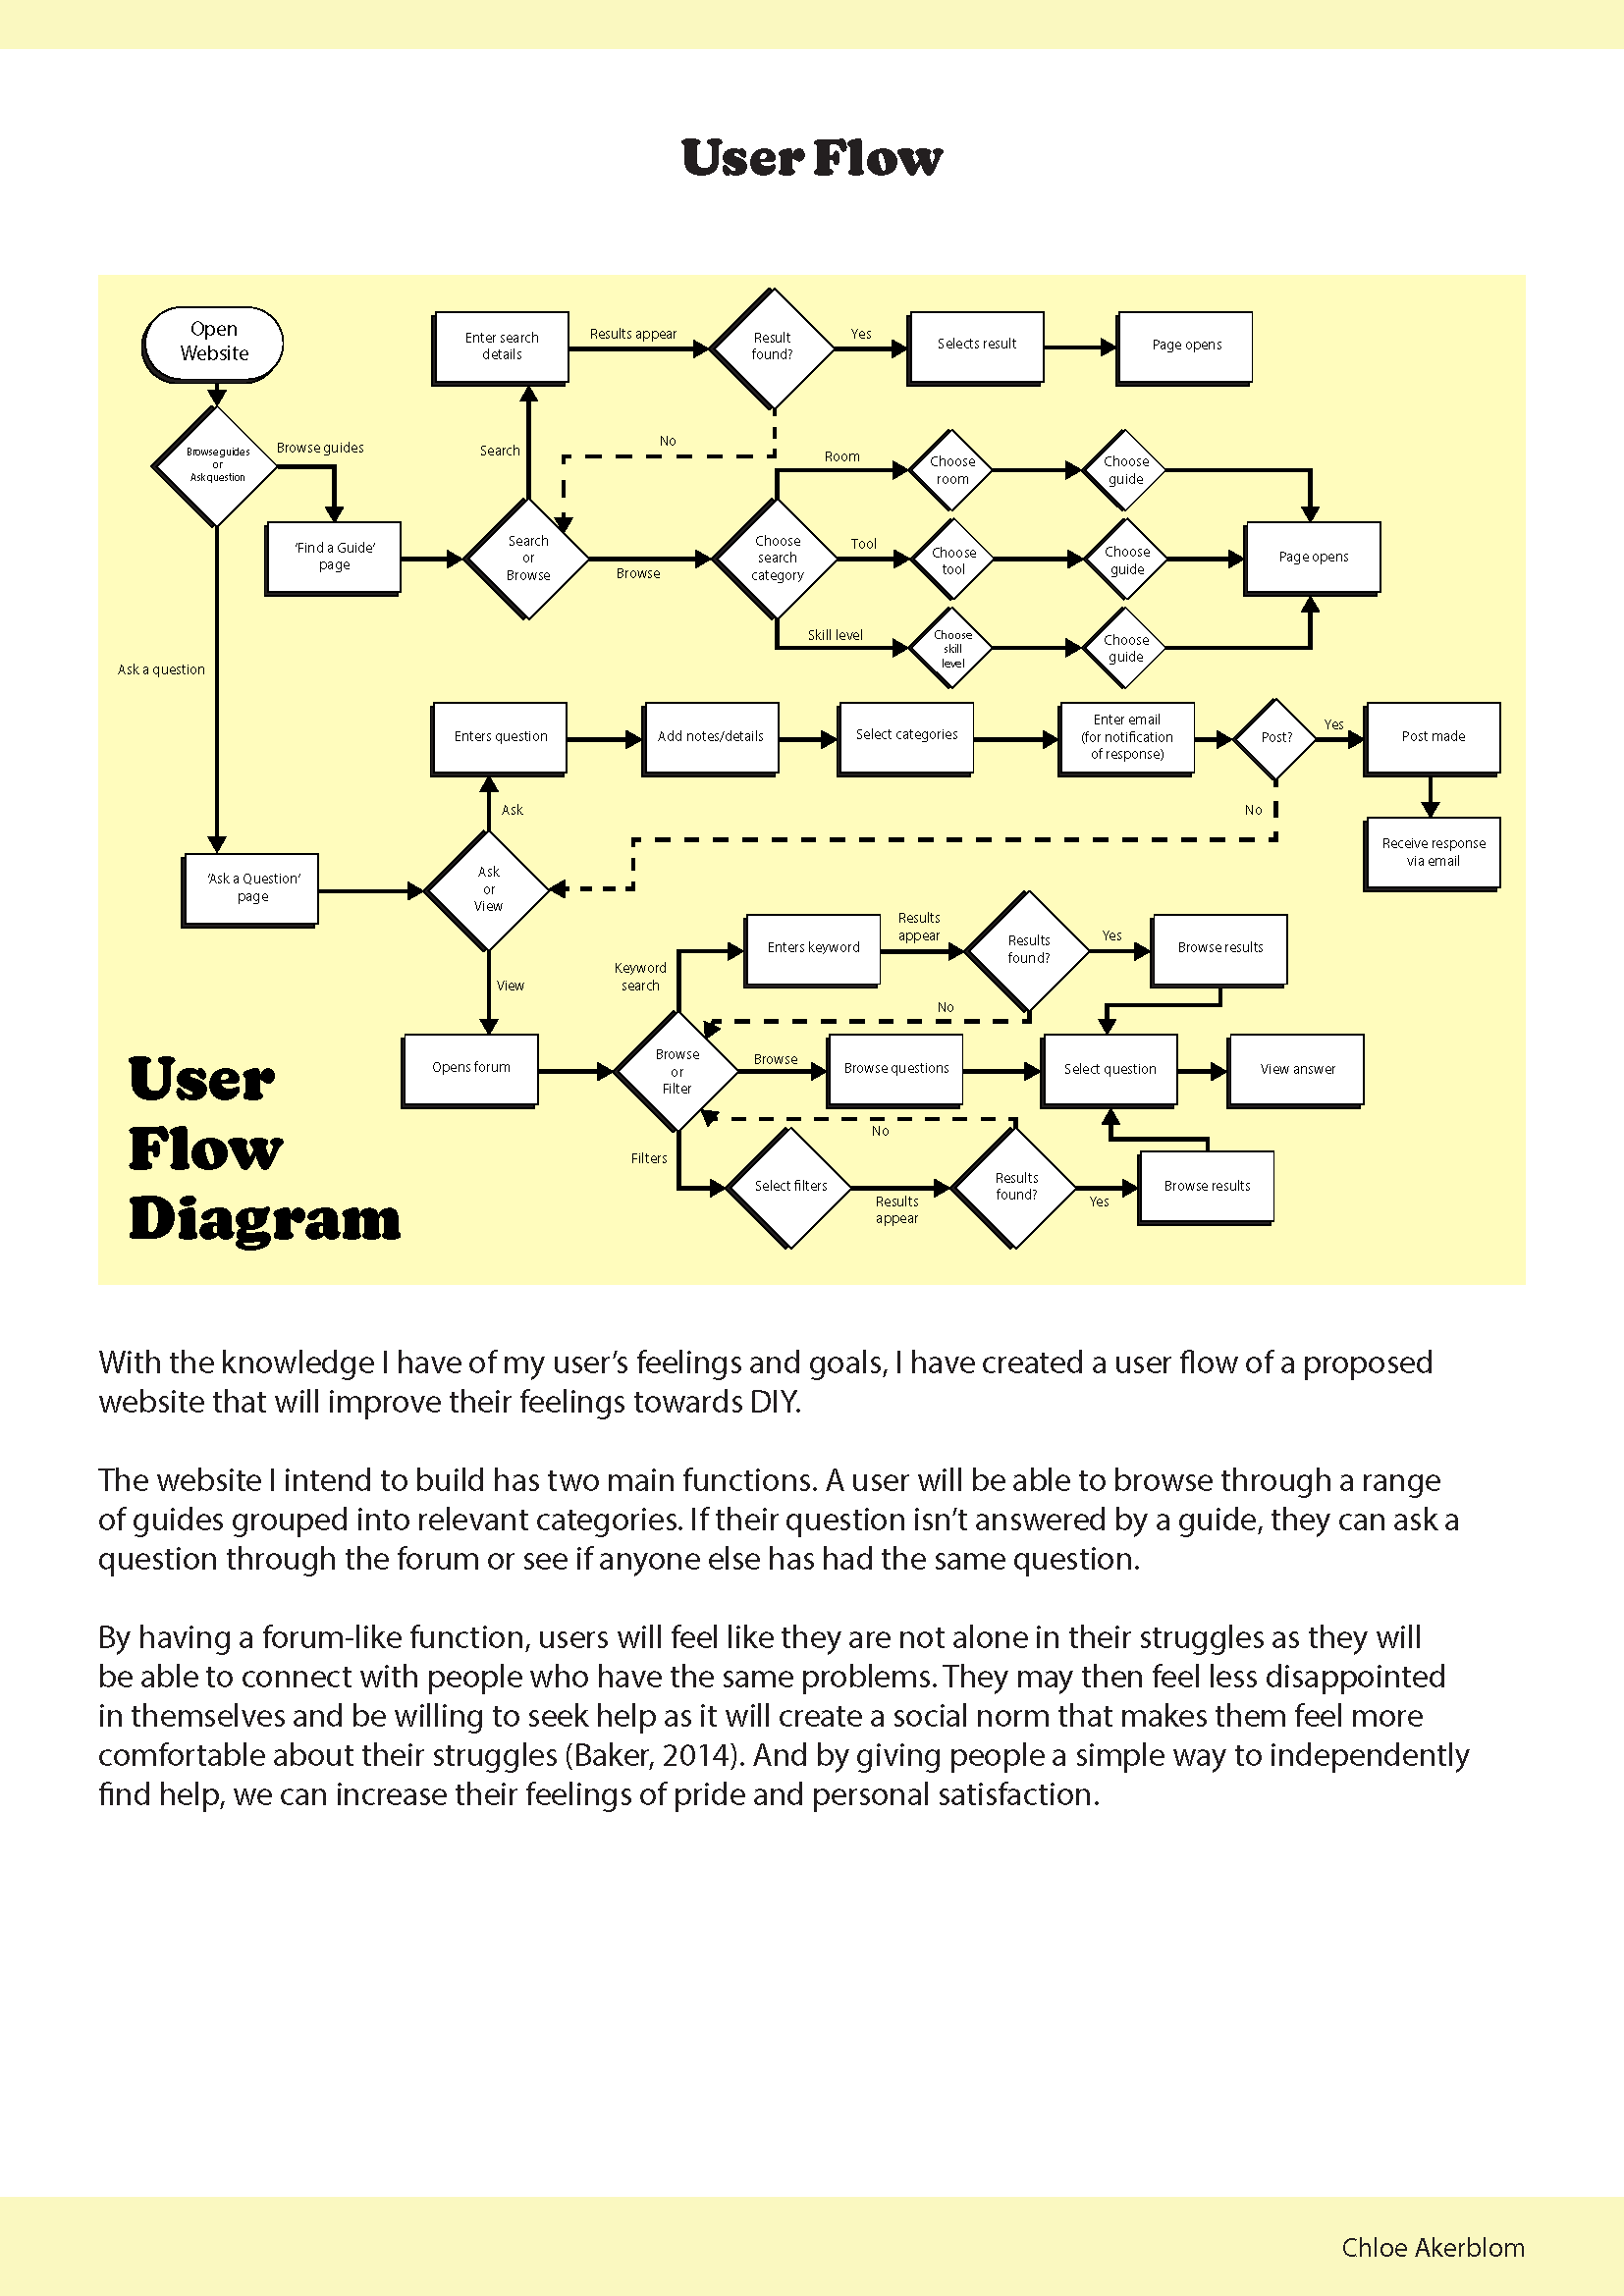 User Flow
Open
Website
Browse guides
or
Ask question
Browse guides
'Find a Guide'
page
Search
or
Browse
Search
Enter search
details
Results appear
Result
found?
Yes
Selects result
Page opens
No
Browse
Choose
search
category
Room
Choose
room
Choose
guide
Tool
Choose
tool
Choose
guide
Page opens
Skill level
Choose
skill
level
Choose
guide
Ask a question
'Ask a Question'
page
Ask
or
View
Ask
Enters question
Add notes/details
Select categories
Enter email
(for notification
of response)
Post?
Yes
Post made
Receive response
via email
No
View
Opens forum
Browse
or
Filter
Keyword
search
Enters keyword
Results
appear
Results
found?
Yes
Browse results
No
Browse
Browse questions
Select question
View answer
No
Filters
Select filters
Results
appear
Results
found?
Yes
Browse results
User
Flow
Diagram
With the knowledge I have of my user’s feelings and goals, I have created a user flow of a proposed
website that will improve their feelings towards DIY.
The website I intend to build has two main functions. A user will be able to browse through a range
of guides grouped into relevant categories. If their question isn’t answered by a guide, they can ask a
question through the forum or see if anyone else has had the same question.
By having a forum-like function, users will feel like they are not alone in their struggles as they will
be able to connect with people who have the same problems. They may then feel less disappointed
in themselves and be willing to seek help as it will create a social norm that makes them feel more
comfortable about their struggles (Baker, 2014). And by giving people a simple way to independently
find help, we can increase their feelings of pride and personal satisfaction.
Chloe Akerblom